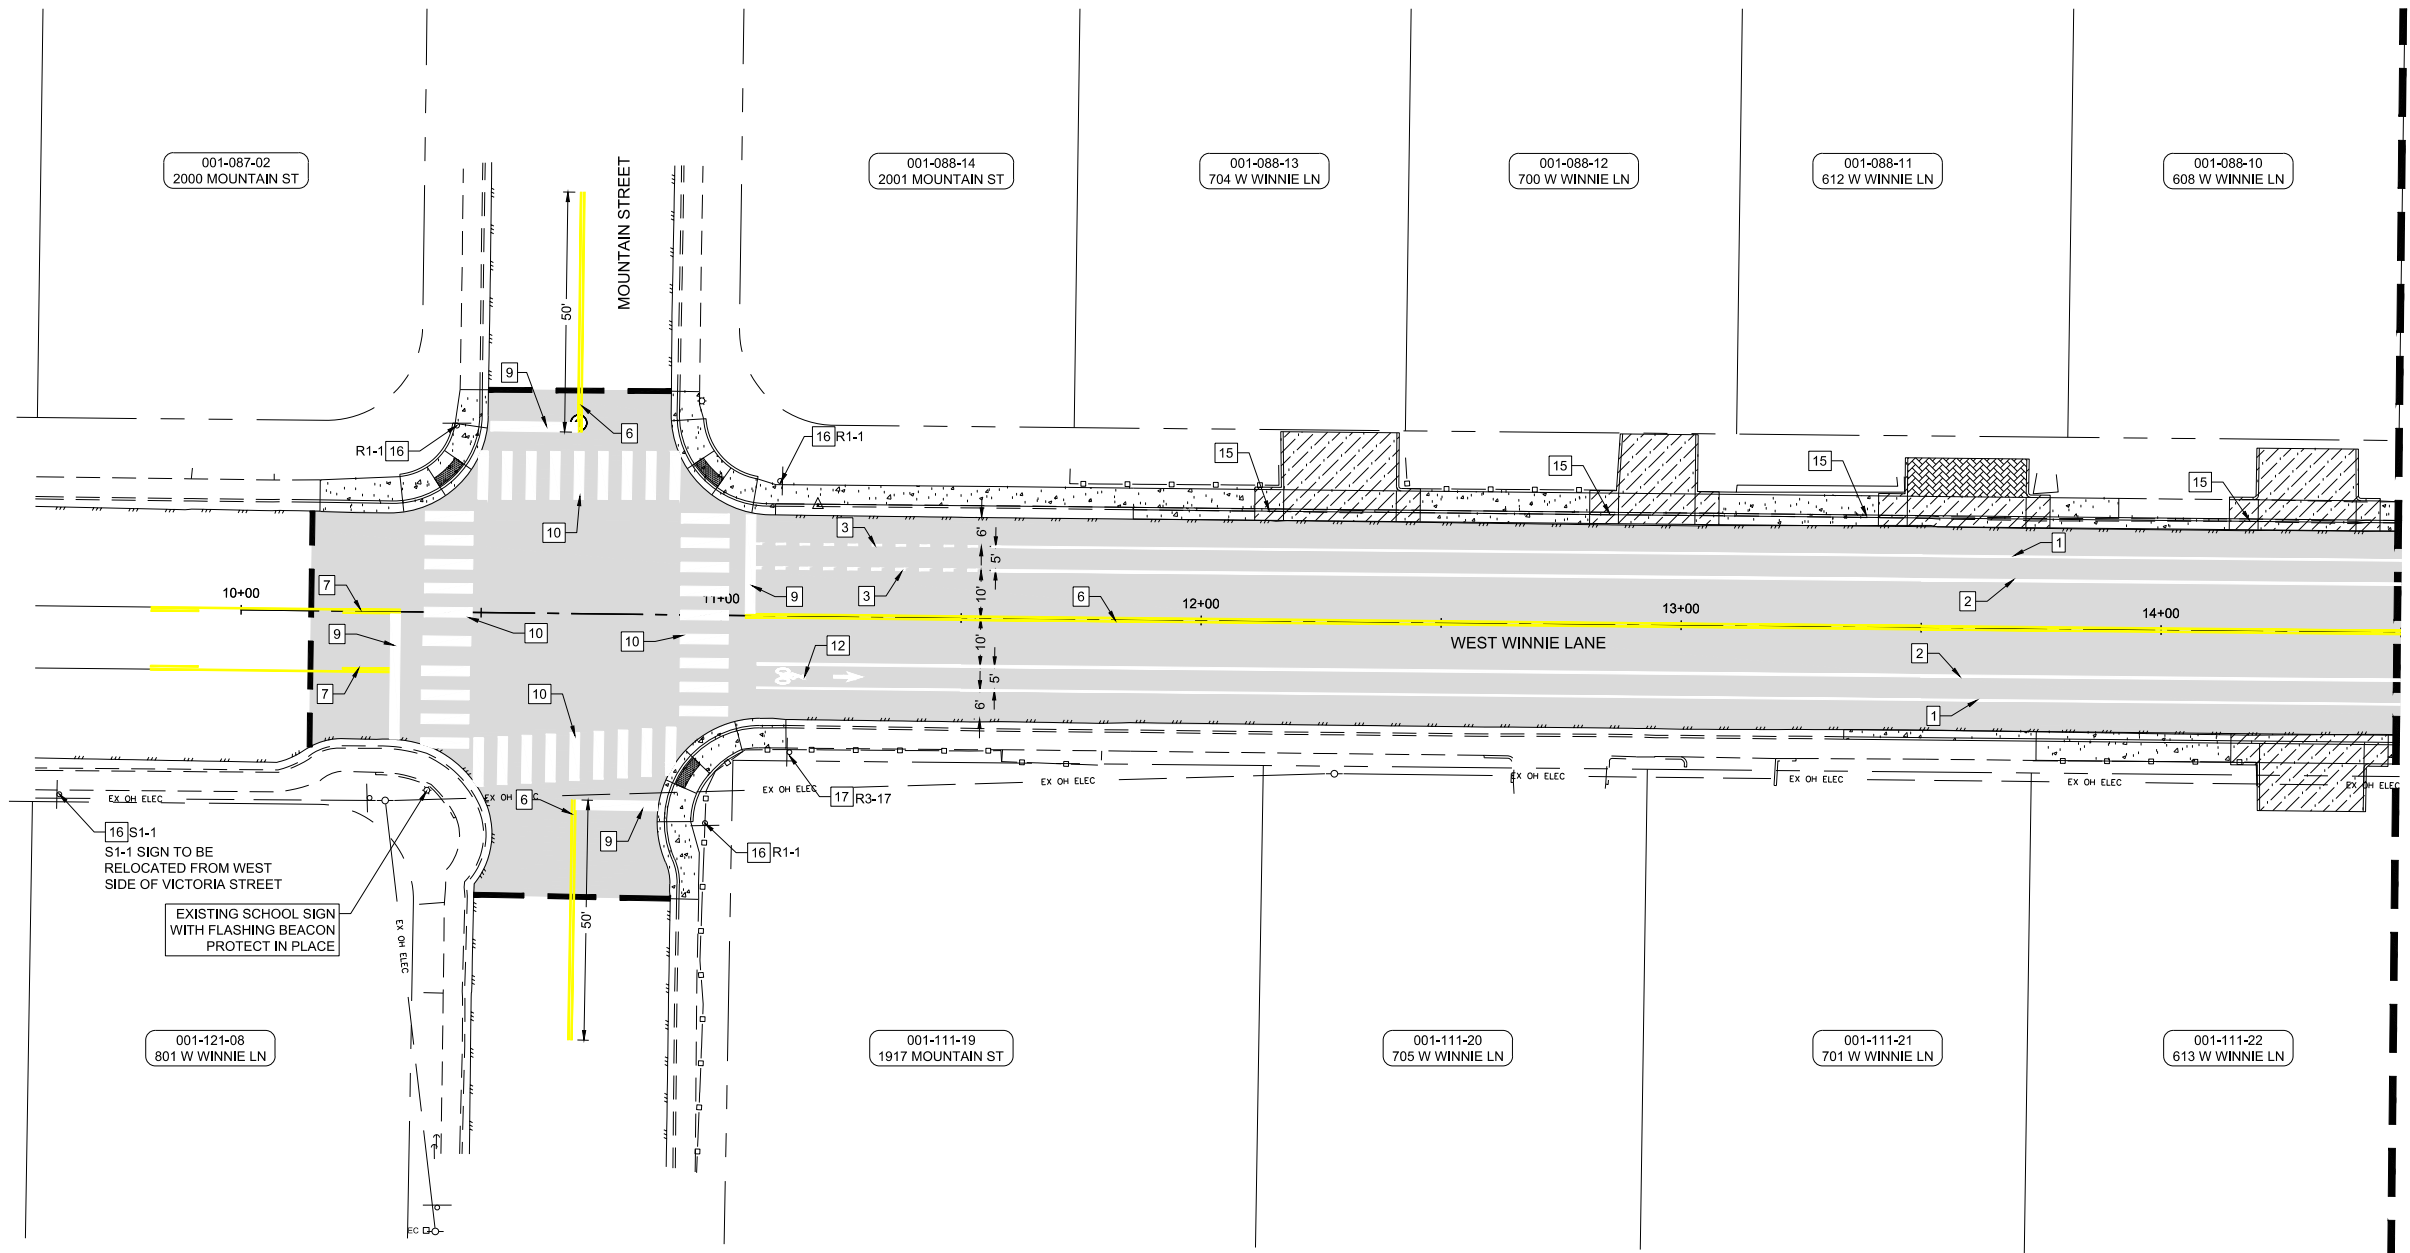 001-087-02
2000 MOUNTAIN ST
MOUNTAIN STREET
001-088-14
2001 MOUNTAIN ST
001-088-13
704 W WINNIE LN
001-088-12
700 W WINNIE LN
001-088-11
612 W WINNIE LN
001-088-10
608 W WINNIE LN
50'
9
6
R1-1 16
16 R1-1
15
15
15
15
10
3
6'
5'
1
7
10+00
11+00
9
3
10'
6
12+00
2
13+00
14+00
9
10
10
12
10'
WEST WINNIE LANE
2
7
10
5'
6'
1
EX OH ELEC
EX OH ELEC
6
EX OH ELEC
EX OH ELEC
EX OH ELEC
EX OH ELEC
EX OH ELEC
EX OH ELEC
17 R3-17
16 S1-1
S1-1 SIGN TO BE
RELOCATED FROM WEST
SIDE OF VICTORIA STREET
9
16 R1-1
EXISTING SCHOOL SIGN
WITH FLASHING BEACON
PROTECT IN PLACE
EX OH ELEC
50'
001-121-08
801 W WINNIE LN
001-111-19
1917 MOUNTAIN ST
001-111-20
705 W WINNIE LN
001-111-21
701 W WINNIE LN
001-111-22
613 W WINNIE LN
EC